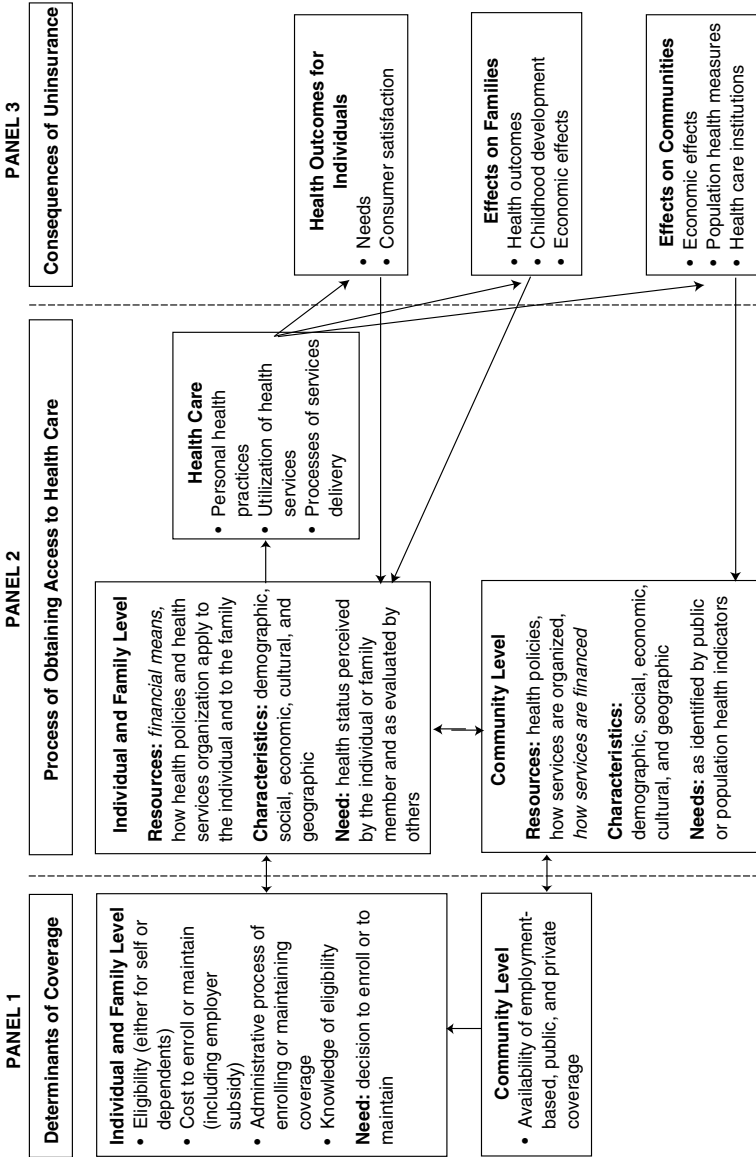 PANEL 1
Determinants of Coverage
Individual and Family Level
• Eligibility (either for self or
dependents)
• Cost to enroll or maintain
(including employer
subsidy)
• Administrative process of
enrolling or maintaining
coverage
• Knowledge of eligibility
Need: decision to enroll or to
maintain
Community Level
• Availability of employment-
based, public, and private
coverage
PANEL 2
Process of Obtaining Access to Health Care
Individual and Family Level
Resources: financial means,
how health policies and health
services organization apply to
the individual and to the family
Characteristics: demographic,
social, economic, cultural, and
geographic
Need: health status perceived
by the individual or family
member and as evaluated by
others
Community Level
Resources: health policies,
how services are organized,
how services are financed
Characteristics:
demographic, social, economic,
cultural, and geographic
Needs: as identified by public
or population health indicators
Health Care
• Personal health
practices
• Utilization of health
services
• Processes of services
delivery
PANEL 3
Consequences of Uninsurance
Health Outcomes for
Individuals
• Needs
• Consumer satisfaction
Effects on Families
• Health outcomes
• Childhood development
• Economic effects
Effects on Communities
• Economic effects
• Population health measures
• Health care institutions